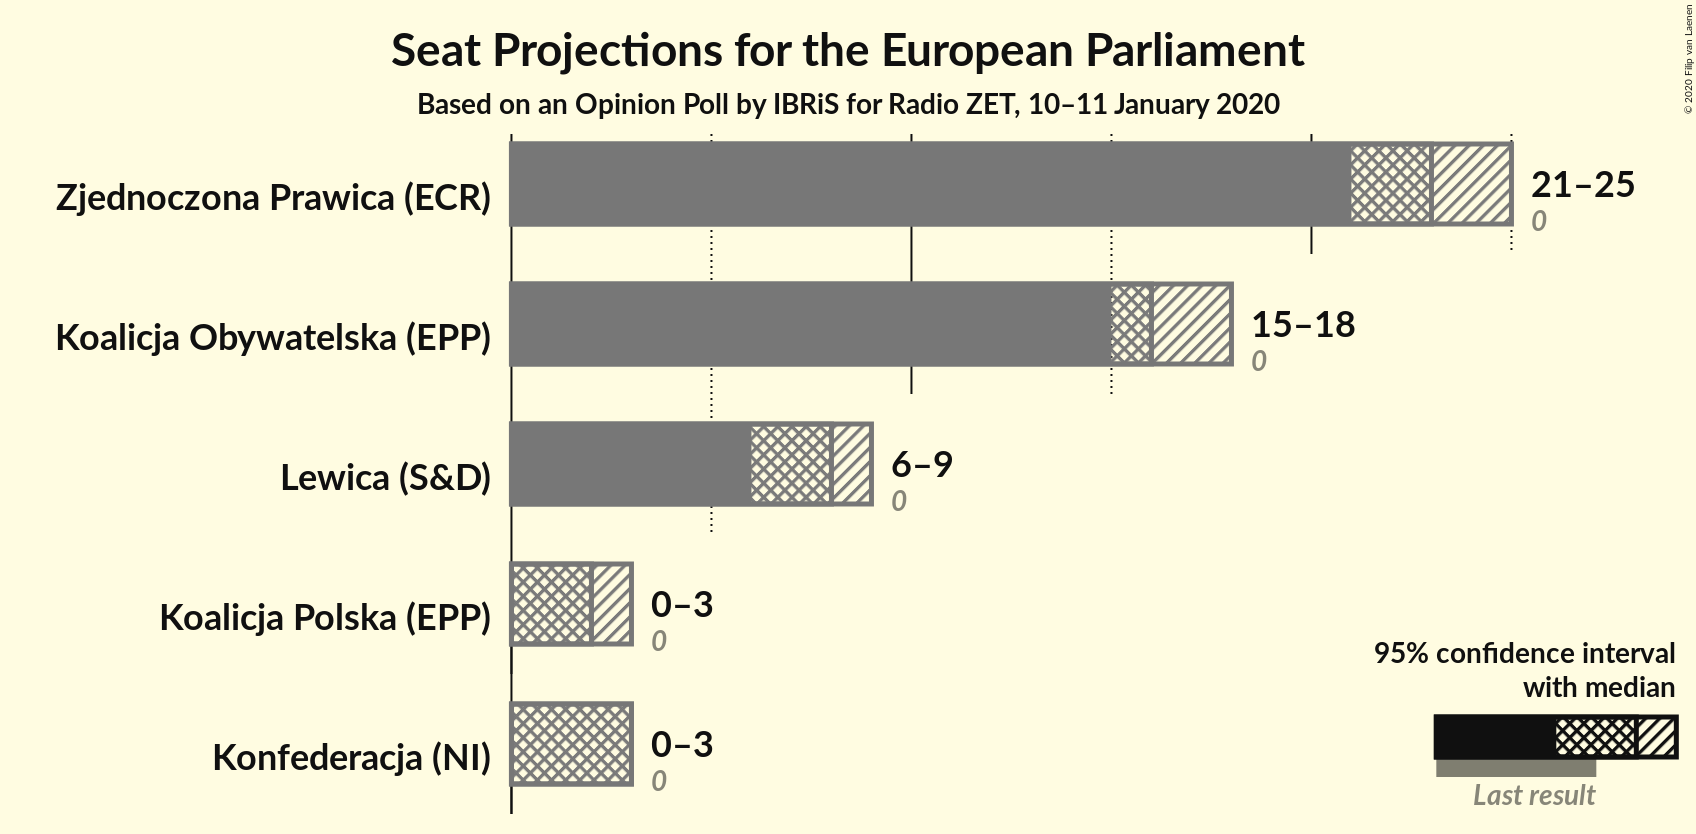 Seat Projections for the European Parliament
Based on an Opinion Poll by IBRiS for Radio ZET, 10–11 January 2020
© 2020 Filip van Laenen
Zjednoczona Prawica (ECR)
21–25
0
Koalicja Obywatelska (EPP)
15–18
0
Lewica (S&D)
6–9
0
Koalicja Polska (EPP)
0–3
0
Konfederacja (NI)
0–3
0
95% confidence interval
with median
Last result